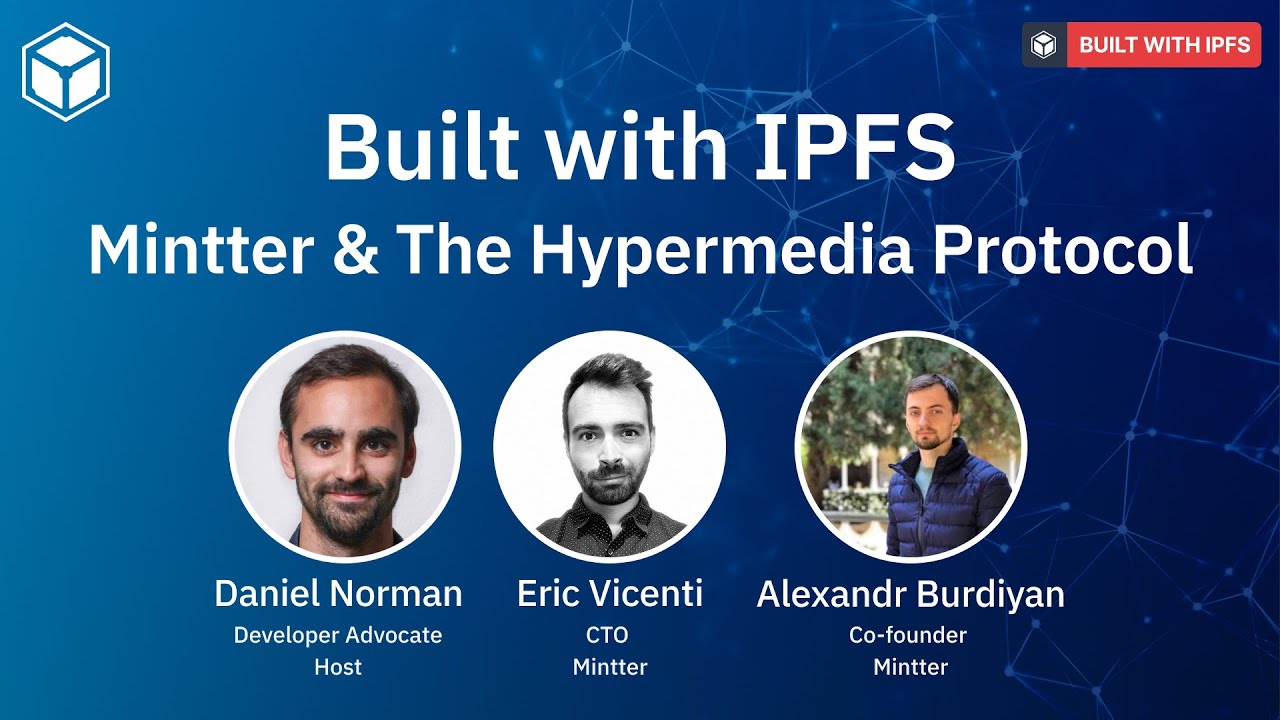 BUILT WITH IPFS
Built with IPFS
Mintter & The Hypermedia Protocol
Daniel Norman
Developer Advocate
Host
Eric Vicenti
CTO
Mintter
Alexandr Burdiyan
Co-founder
Mintter